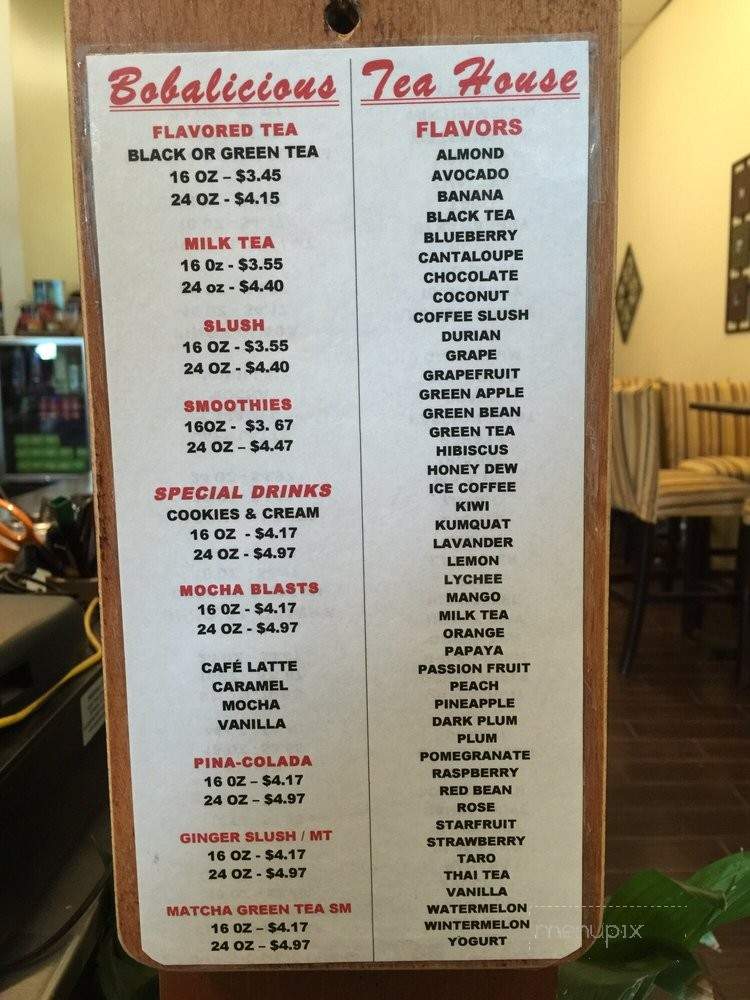 Bobalicious Tea House
FLAVORED TEA
BLACK OR GREEN TEA
16 OZ – $3.45
24 OZ - $4.15
MILK TEA
16 0z - $3.55
24 oz - $4.40
SLUSH
16 OZ - $3.55
24 OZ - $4.40
SMOOTHIES
16OZ - $3. 67
24 OZ – $4.47
SPECIAL DRINKS
COOKIES & CREAM
16 OZ - $4.17
24 OZ – $4.97
MOCHA BLASTS
16 0Z - $4.17
24 OZ - $4.97
CAFÉ LATTE
CARAMEL
MOCHA
VANILLA
PINA-COLADA
16 0Z – $4.17
24 OZ – $4.97
GINGER SLUSH / MT
16 OZ - $4.17
24 OZ - $4.97
MATCHA GREEN TEA SM
16 0Z – $4.17
24 OZ - $4.97
FLAVORS
ALMOND
AVOCADO
BANANA
BLACK TEA
BLUEBERRY
CANTALOUPE
CHOCOLATE
COCONUT
COFFEE SLUSH
DURIAN
GRAPE
GRAPEFRUIT
GREEN APPLE
GREEN BEAN
GREEN TEA
HIBISCUS
HONEY DEW
ICE COFFEE
KIWI
KUMQUAT
LAVANDER
LEMON
LYCHEE
MANGO
MILK TEA
ORANGE
PAPAYA
PASSION FRUIT
PEACH
PINEAPPLE
DARK PLUM
PLUM
POMEGRANATE
RASPBERRY
RED BEAN
ROSE
STARFRUIT
STRAWBERRY
TARO
THAI TEA
VANILLA
WATERMELON
WINTERMELON
YOGURT
menupix